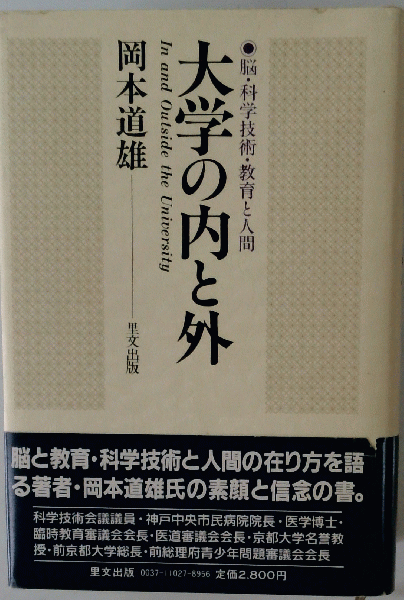 ◉脳・科学技術・教育と人間
大学の内と外
In and Outside the University
岡本道雄
里文出版
脳と教育・科学技術と人間の在り方を語
る著者・岡本道雄氏の素顔と信念の書。
科学技術会議議員・神戸中央市民病院院長・医学博士・
臨時教育審議会会長・医道審議会会長・京都大学名誉教
授・前京都大学総長・前総理府青少年問題審議会会長
里文出版 0037-11027-8956 定価2,800円